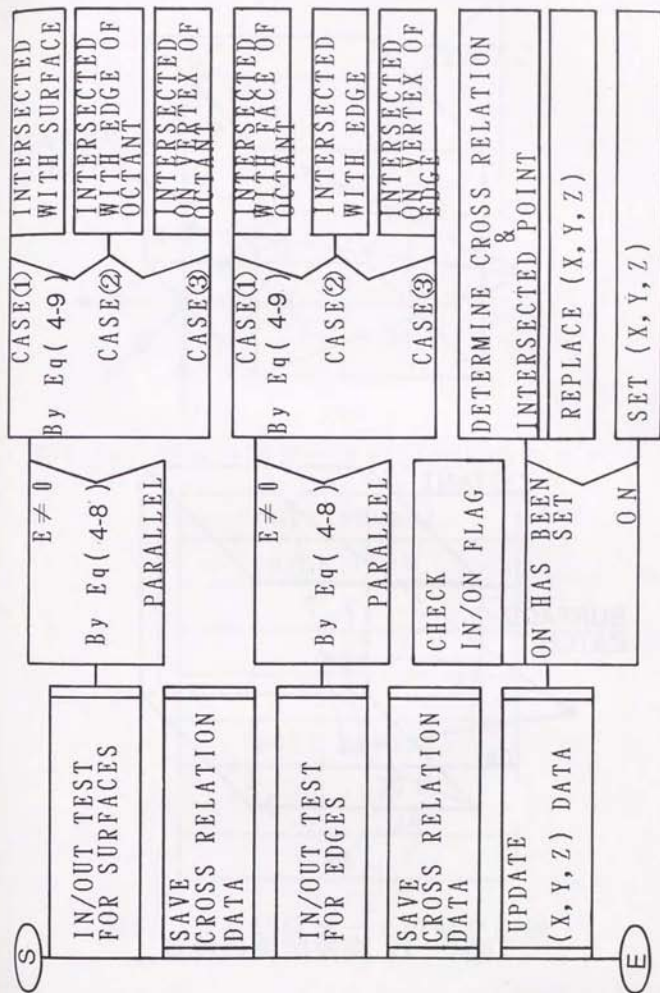 S
IN/OUT TEST
FOR SURFACES
By Eq( 4-8 )
E ≠ 0
PARALLEL
By Eq( 4-9 )
CASE①
INTERSECTED
WITH SURFACE
CASE②
INTERSECTED
WITH EDGE OF
OCTANT
CASE③
INTERSECTED
ON VERTEX OF
OCTANT
SAVE
CROSS RELATION
DATA
IN/OUT TEST
FOR EDGES
By Eq( 4-8 )
E ≠ 0
PARALLEL
By Eq( 4-9 )
CASE①
INTERSECTED
WITH FACE OF
OCTANT
CASE②
INTERSECTED
WITH EDGE
CASE③
INTERSECTED
ON VERTEX OF
EDGE
SAVE
CROSS RELATION
DATA
CHECK
IN/ON FLAG
UPDATE
(X,Y,Z) DATA
ON HAS BEEN
SET
DETERMINE CROSS RELATION
&
INTERSECTED POINT
REPLACE (X,Y,Z)
ON
SET (X,Y,Z)
E